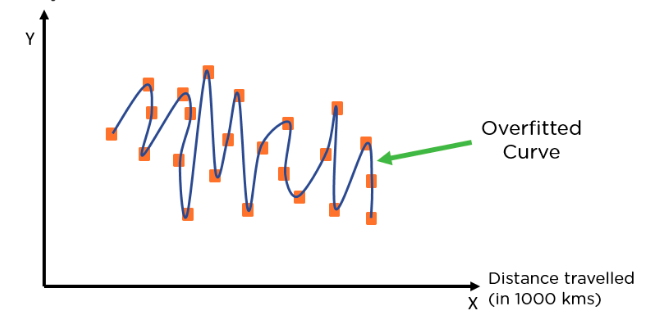 Y
Overfitted
Curve
Distance travelled
X (in 1000 kms)